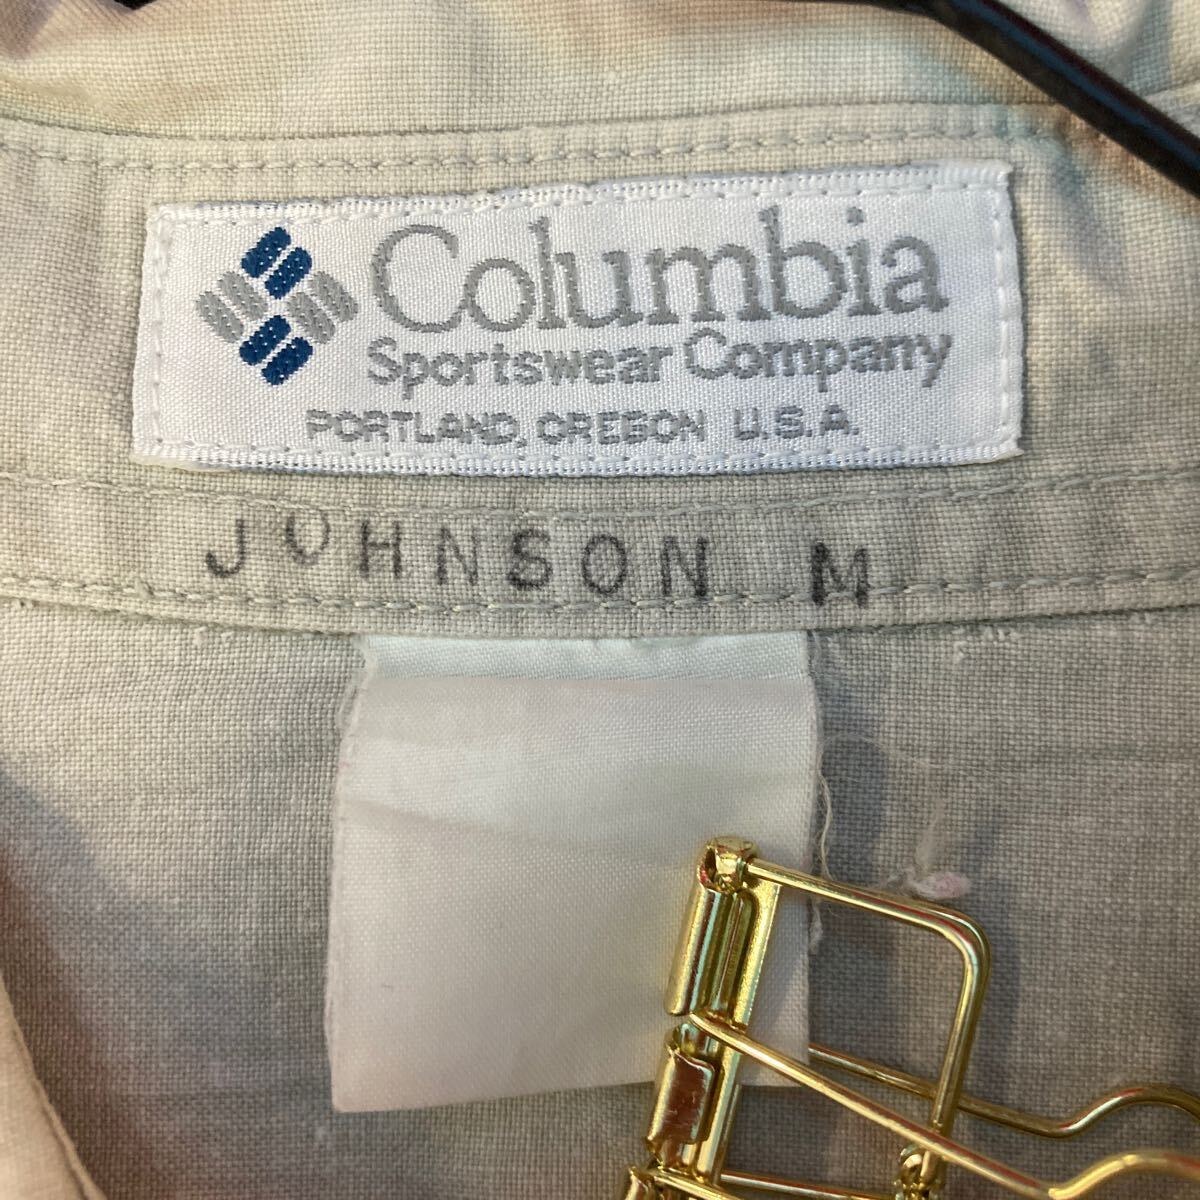 Columbia
Sportswear Company
PORTLAND, OREGON U.S.A.
JOHNSON M